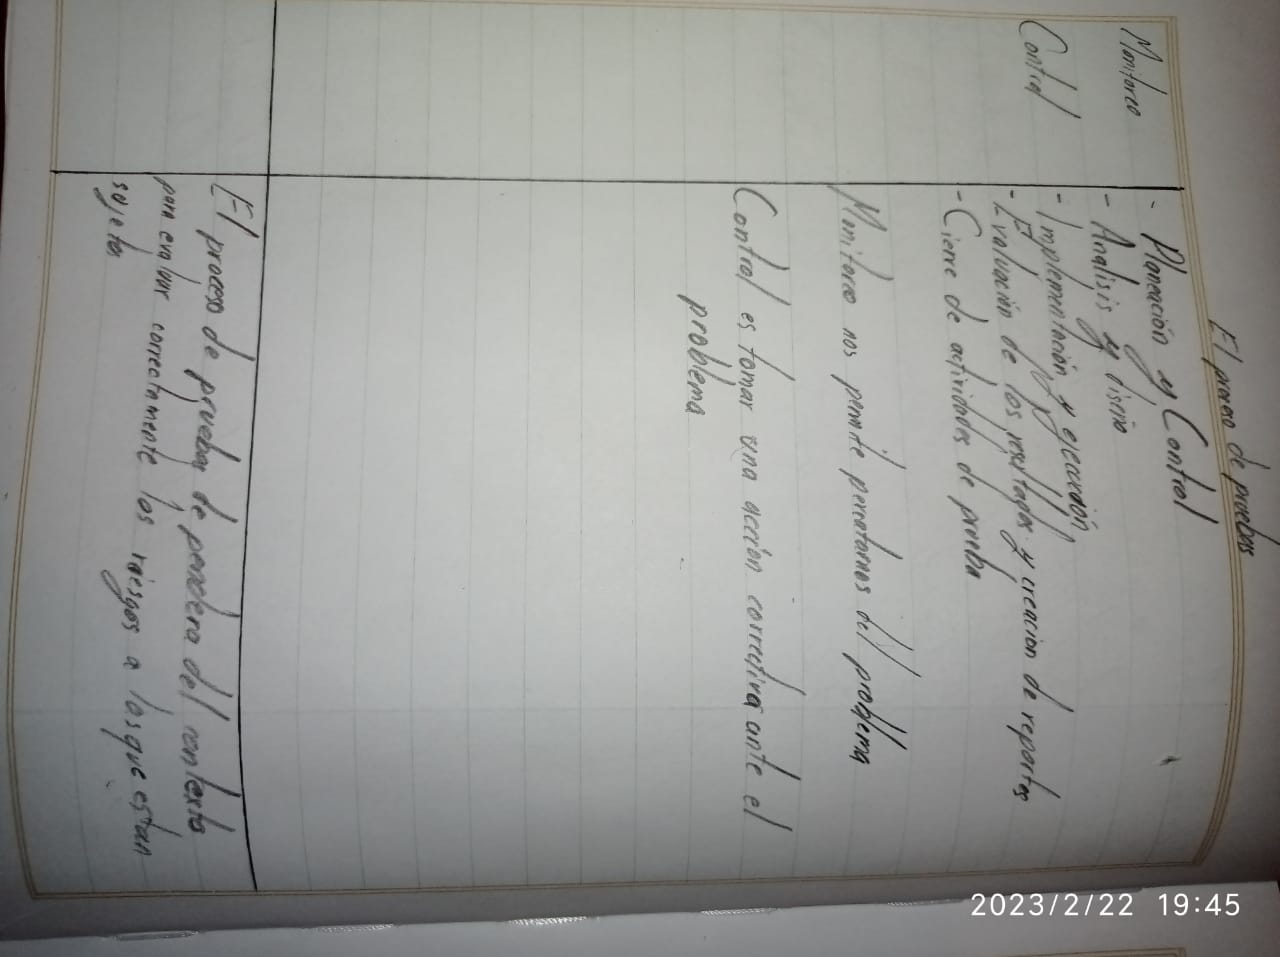 El proceso de pruebas
Monitoreo
Control
- Planeación y Control
- Analisis y diseño
- Implementación y ejecución
- Evaluación de los resultados y creacion de reportes
- Cierre de actividades de prueba
Monitoreo nos permite percatarnos del problema
Control es tomar una acción correctiva ante el
problema
El proceso de pruebas de pendera del contexto
para evaluar correctamente los riesgos a los que estan
sujetos
2023/2/22 19:45